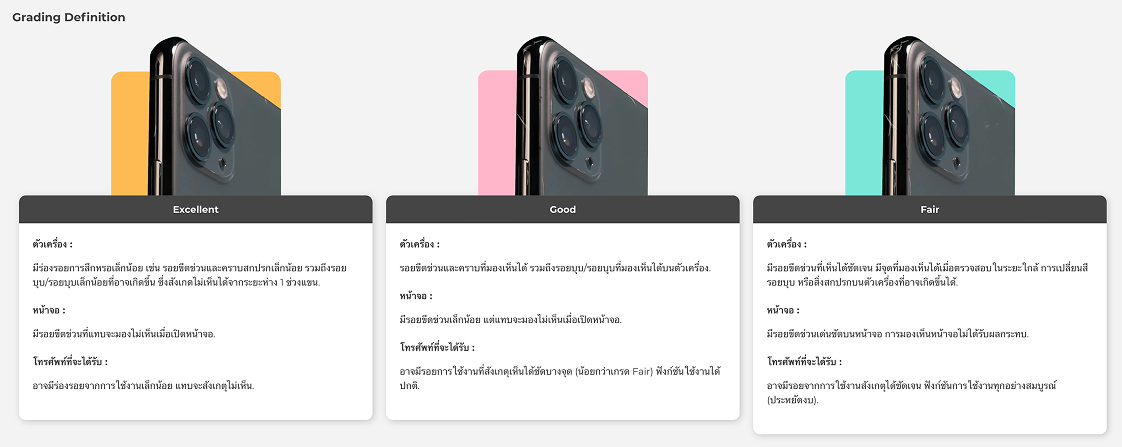 Grading Definition
Excellent
ตัวเครื่อง :
มีร่องรอยการสึกหรอเล็กน้อย เช่น รอยขีดข่วนและคราบสกปรกเล็กน้อย รวมถึงรอย
บุบ/รอยบุบเล็กน้อยที่อาจเกิดขึ้น ซึ่งสังเกตไม่เห็นได้จากระยะห่าง 1 ช่วงแขน.
หน้าจอ :
มีรอยขีดข่วนที่แทบจะมองไม่เห็นเมื่อเปิดหน้าจอ.
โทรศัพท์ที่จะได้รับ :
อาจมีร่องรอยจากการใช้งานเล็กน้อย แทบจะสังเกตุไม่เห็น.
Good
ตัวเครื่อง :
รอยขีดข่วนและคราบที่มองเห็นได้ รวมถึงรอยบุบ/รอยบุบที่มองเห็นได้บนตัวเครื่อง.
หน้าจอ :
มีรอยขีดข่วนเล็กน้อย แต่แทบจะมองไม่เห็นเมื่อเปิดหน้าจอ.
โทรศัพท์ที่จะได้รับ :
อาจมีรอยการใช้งานที่สังเกตุเห็นได้ชัดบางจุด (น้อยกว่าเกรด Fair) ฟังก์ชันใช้งานได้
ปกติ.
Fair
ตัวเครื่อง :
มีรอยขีดข่วนที่เห็นได้ชัดเจน มีจุดที่มองเห็นได้เมื่อตรวจสอบในระยะใกล้ การเปลี่ยนสี
รอยบุบ หรือสิ่งสกปรกบนตัวเครื่องที่อาจเกิดขึ้นได้.
หน้าจอ :
มีรอยขีดข่วนเด่นชัดบนหน้าจอ การมองเห็นหน้าจอไม่ได้รับผลกระทบ.
โทรศัพท์ที่จะได้รับ :
อาจมีรอยจากการใช้งานสังเกตุได้ชัดเจน ฟังก์ชันการใช้งานทุกอย่างสมบูรณ์
(ประหยัดงบ).